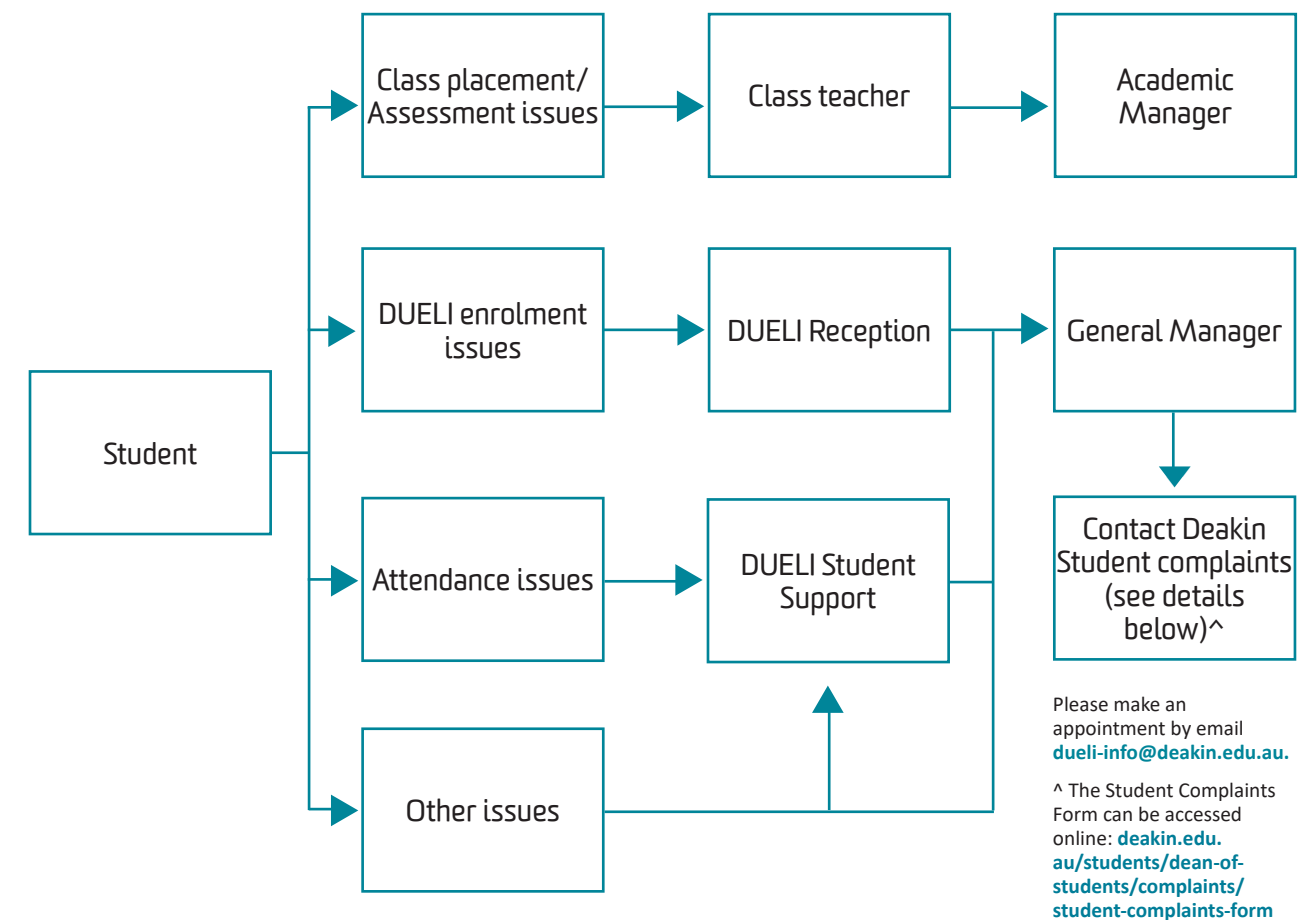 Class placement/
Assessment issues
Class teacher
Academic
Manager
DUELI enrolment
issues
DUELI Reception
General Manager
Student
Attendance issues
DUELI Student
Support
Contact Deakin
Student complaints
(see details
below)^
Other issues
Please make an
appointment by email
dueli-info@deakin.edu.au.
^ The Student Complaints
Form can be accessed
online: deakin.edu.
au/students/dean-of-
students/complaints/
student-complaints-form